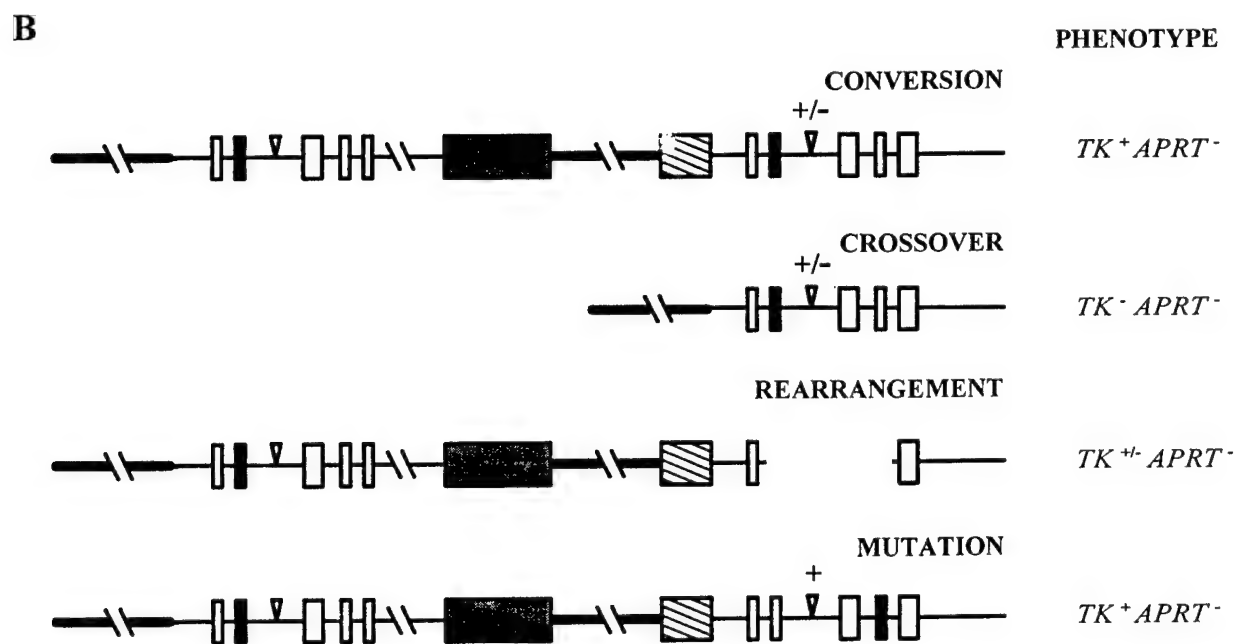 B
PHENOTYPE
CONVERSION
+/-
TK + APRT -
CROSSOVER
+/-
TK - APRT -
REARRANGEMENT
TK +/- APRT -
MUTATION
+
TK + APRT -